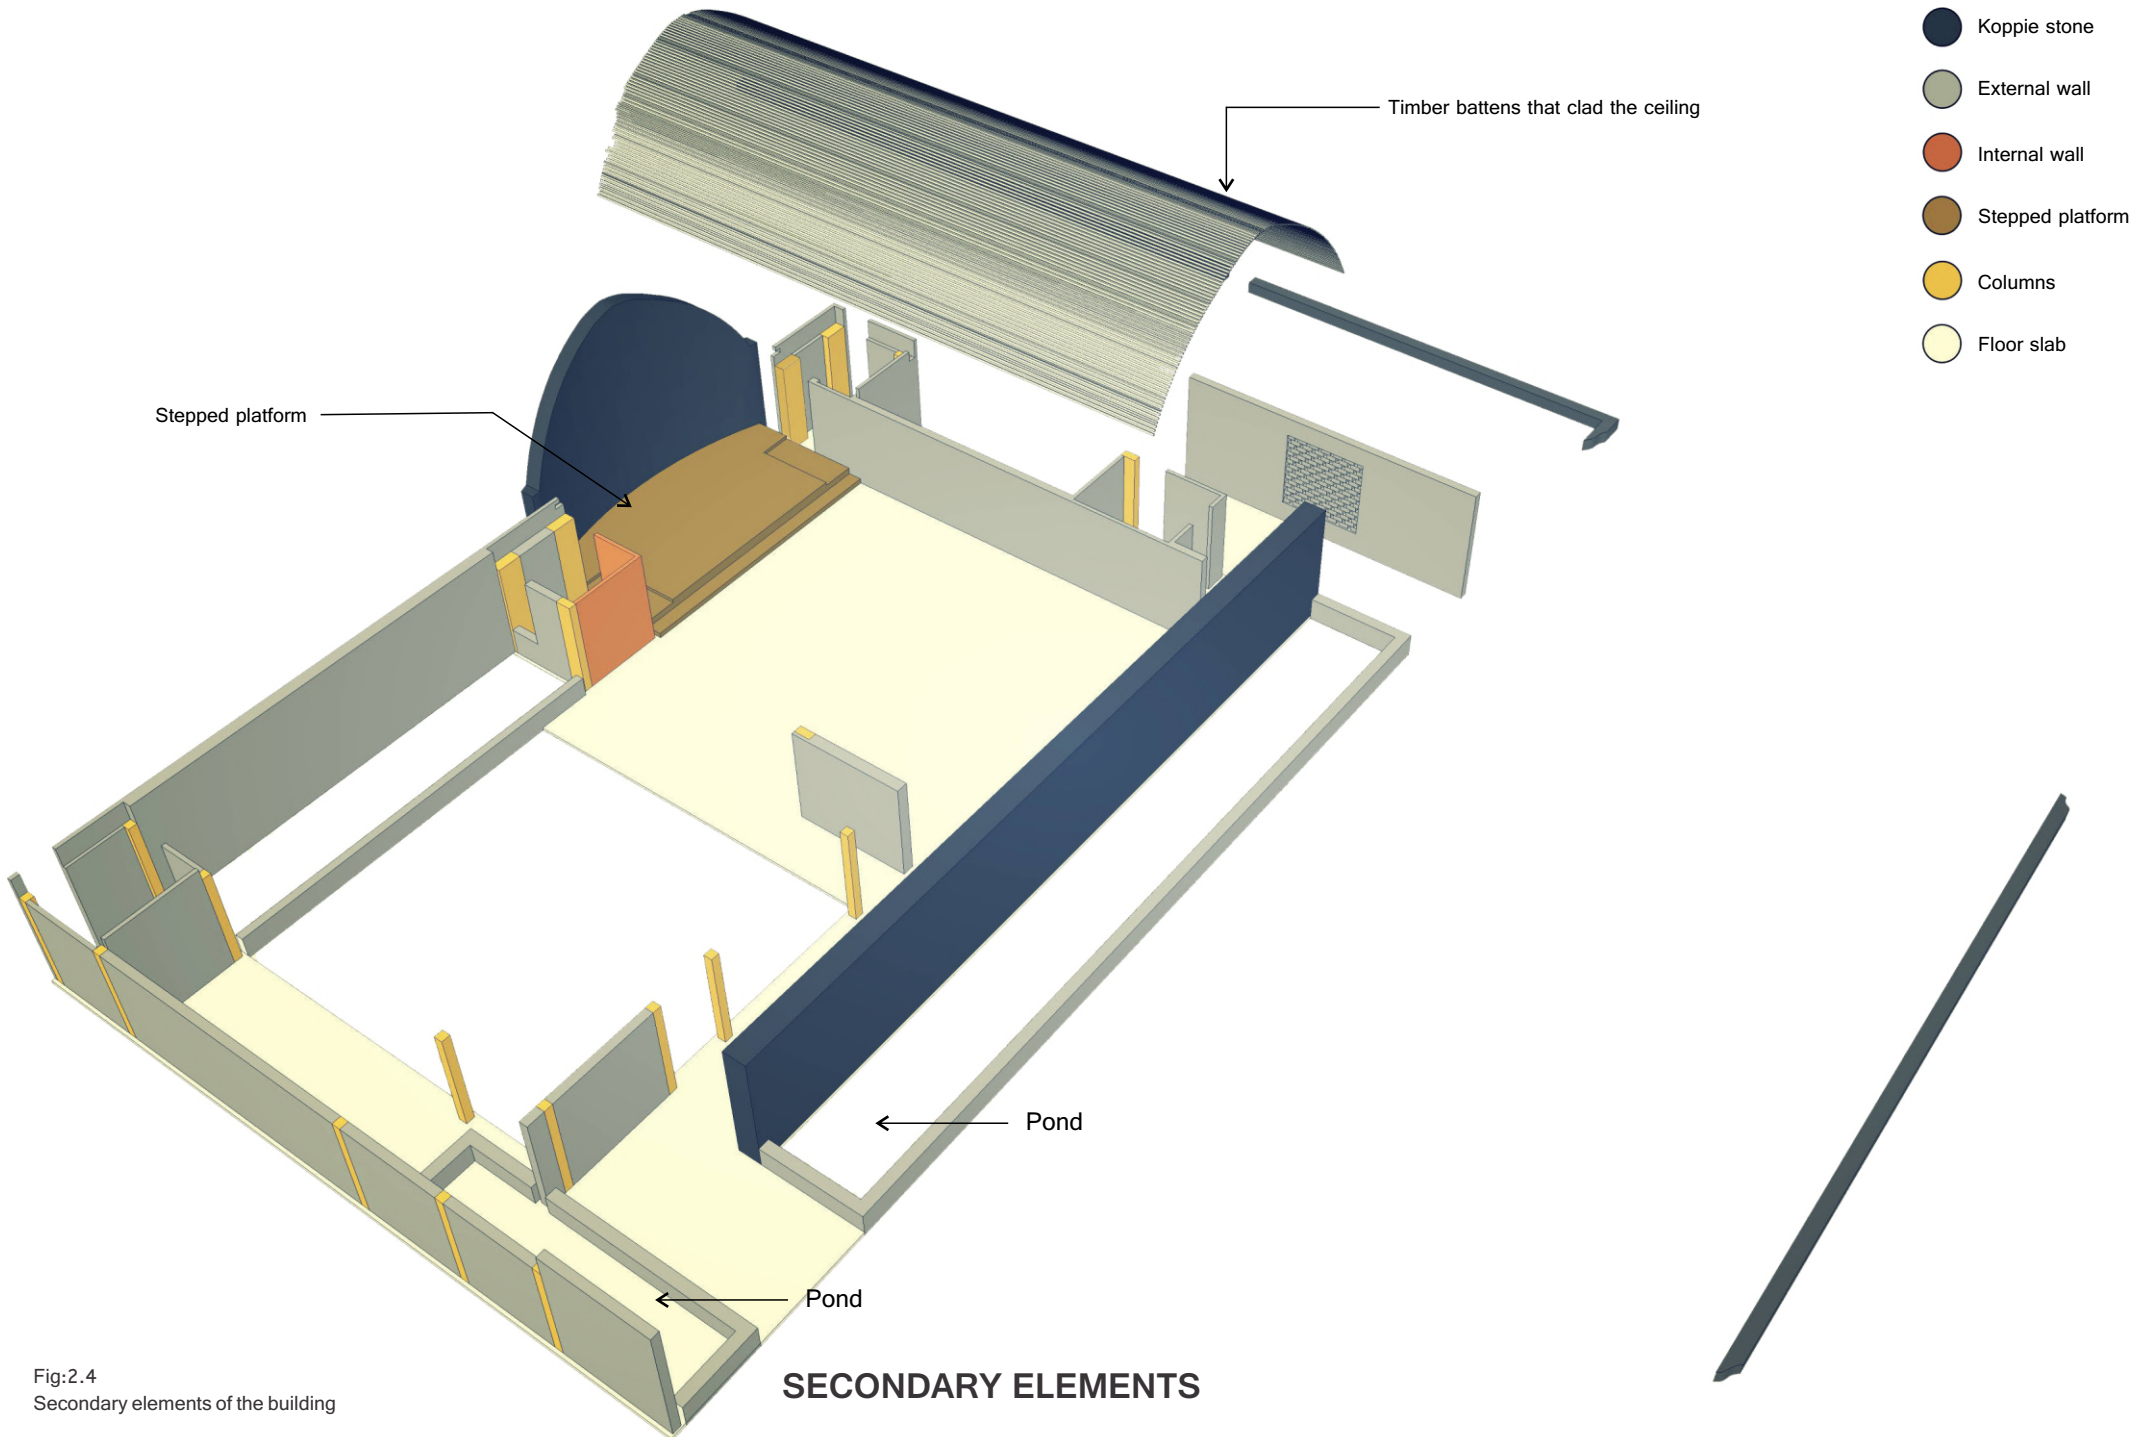 Koppie stone
External wall
Timber battens that clad the ceiling
Internal wall
Stepped platform
Columns
Floor slab
Stepped platform
Pond
Pond
Fig:2.4
Secondary elements of the building
SECONDARY ELEMENTS